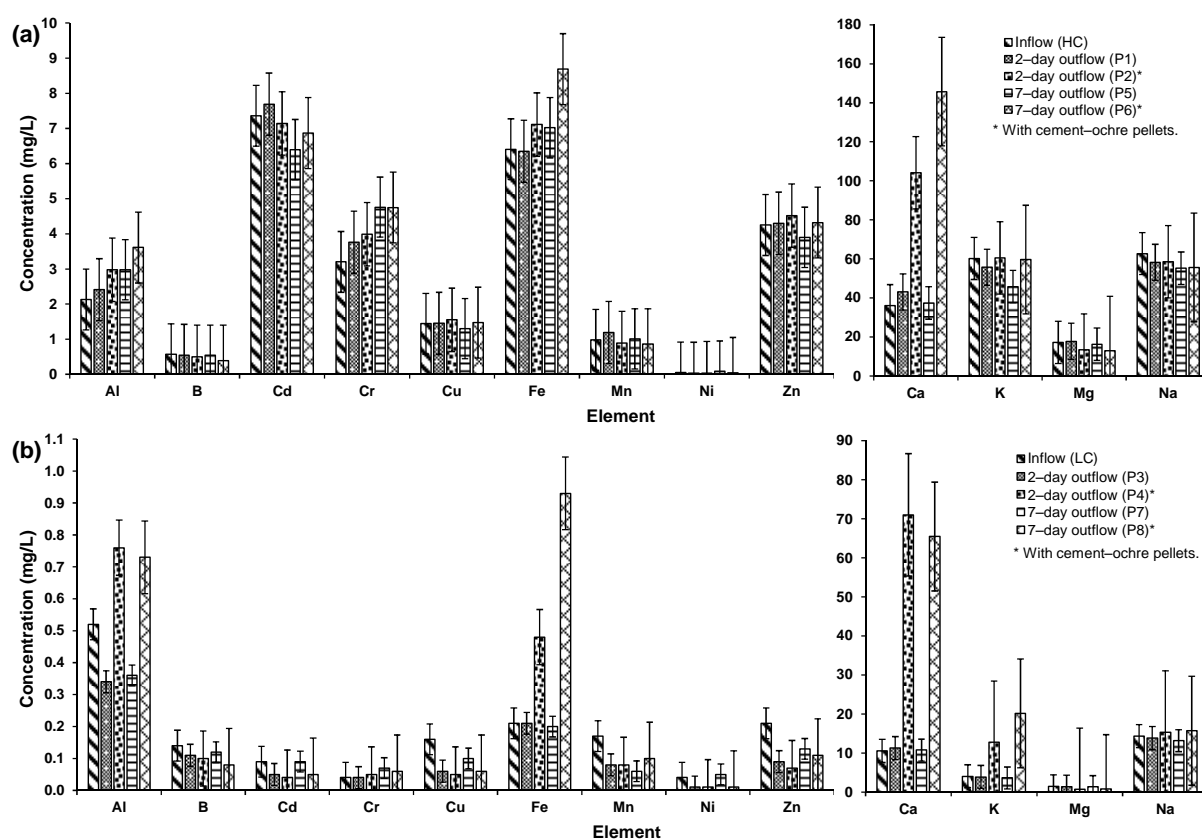 (a)
Concentration (mg/L)
10
9
8
7
6
5
4
3
2
1
0
Al B Cd Cr Cu Fe Mn Ni Zn
Element
180
160
140
120
100
80
60
40
20
0
Ca K Mg Na
Inflow (HC)
2–day outflow (P1)
2–day outflow (P2)*
7–day outflow (P5)
7–day outflow (P6)*
* With cement–ochre pellets.
(b)
Concentration (mg/L)
1.1
1.0
0.9
0.8
0.7
0.6
0.5
0.4
0.3
0.2
0.1
0.0
Al B Cd Cr Cu Fe Mn Ni Zn
Element
90
80
70
60
50
40
30
20
10
0
Ca K Mg Na
Inflow (LC)
2–day outflow (P3)
2–day outflow (P4)*
7–day outflow (P7)
7–day outflow (P8)*
* With cement–ochre pellets.